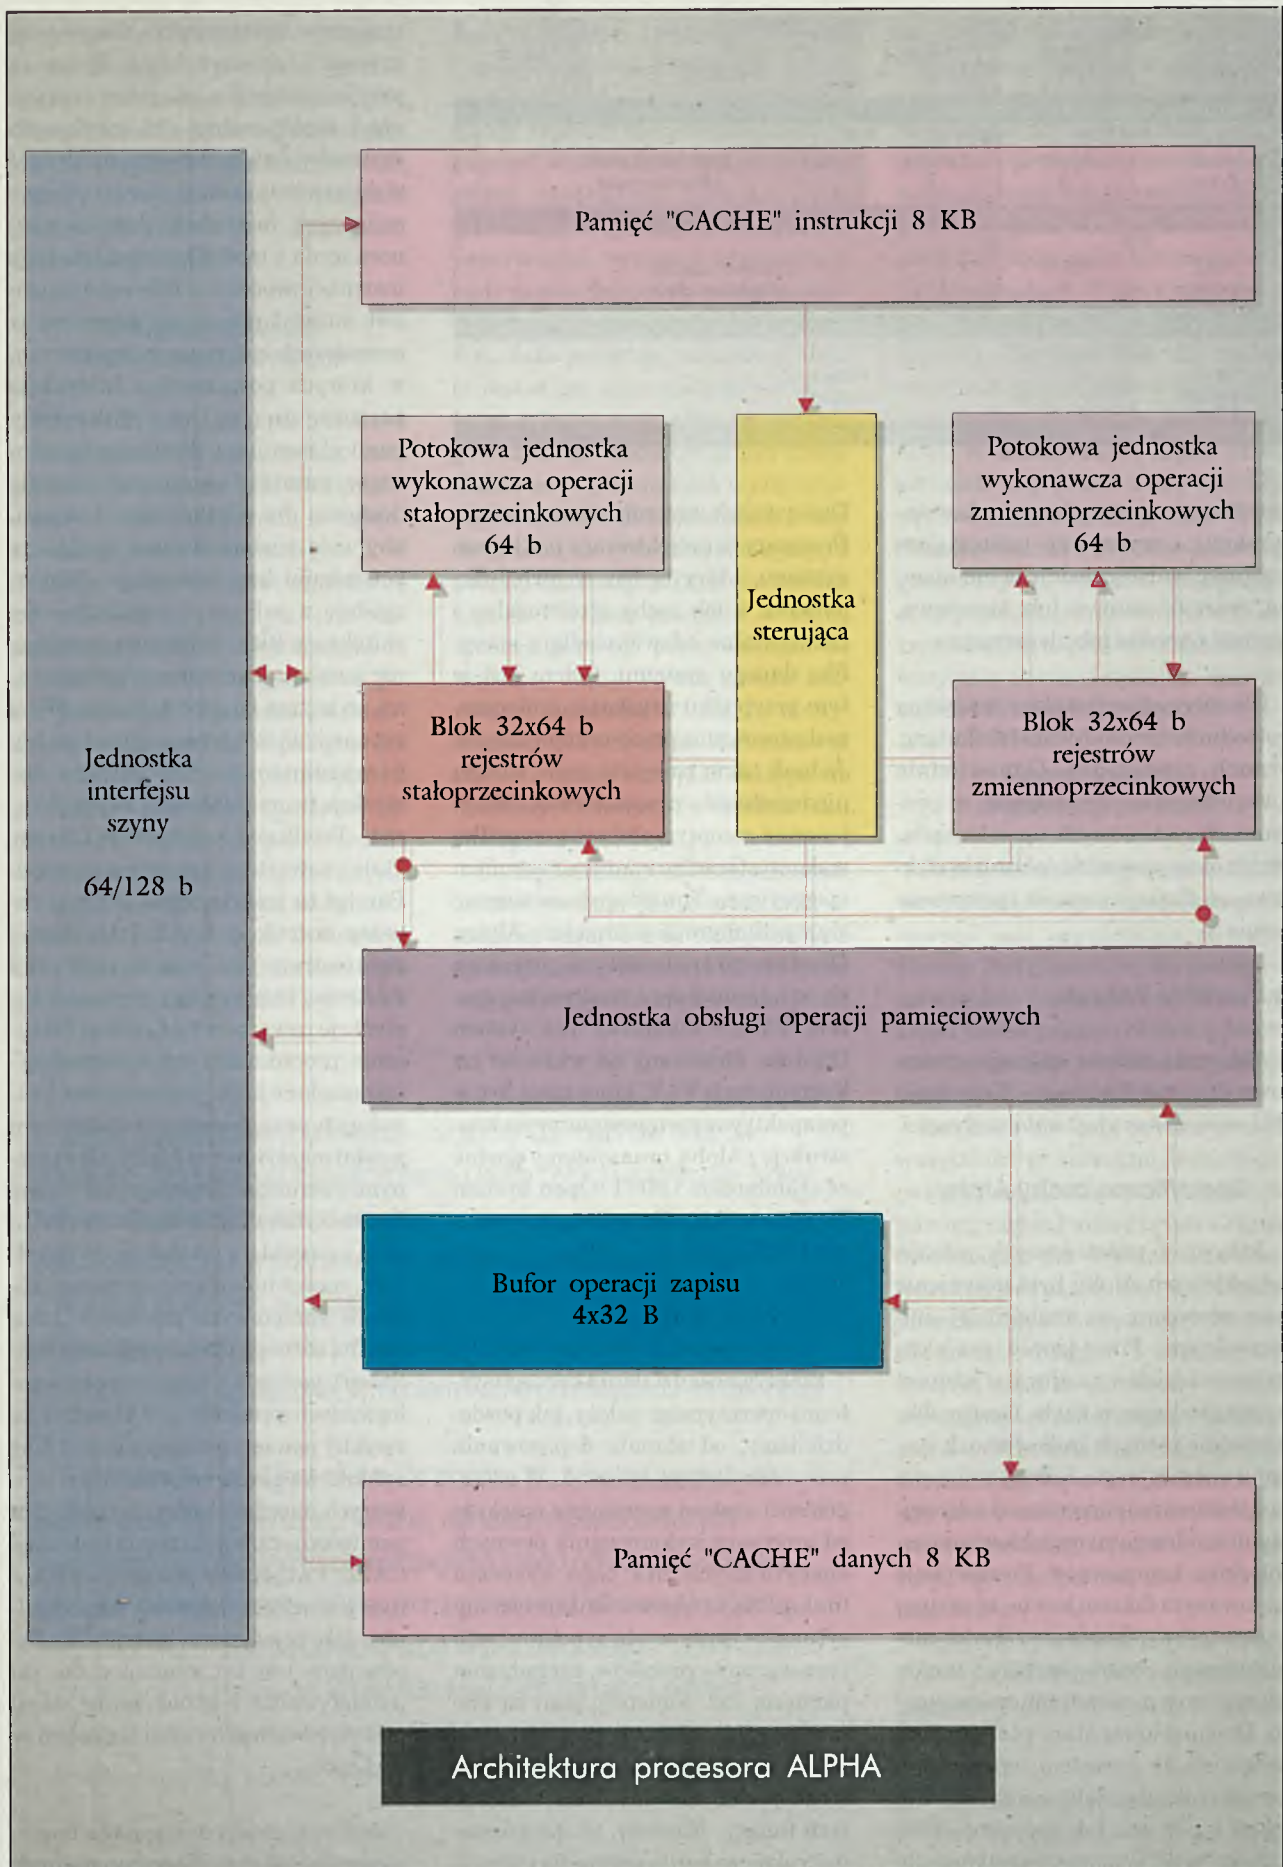 Pamięć "CACHE" instrukcji 8 KB
Potokowa jednostka
wykonawcza operacji
stałoprzecinkowych
64 b
Jednostka
sterująca
Potokowa jednostka
wykonawcza operacji
zmiennoprzecinkowych
64 b
Blok 32x64 b
rejestrów
stałoprzecinkowych
Blok 32x64 b
rejestrów
zmiennoprzecinkowych
Jednostka
interfejsu
szyny
64/128 b
Jednostka obsługi operacji pamięciowych
Bufor operacji zapisu
4x32 B
Pamięć "CACHE" danych 8 KB
Architektura procesora ALPHA